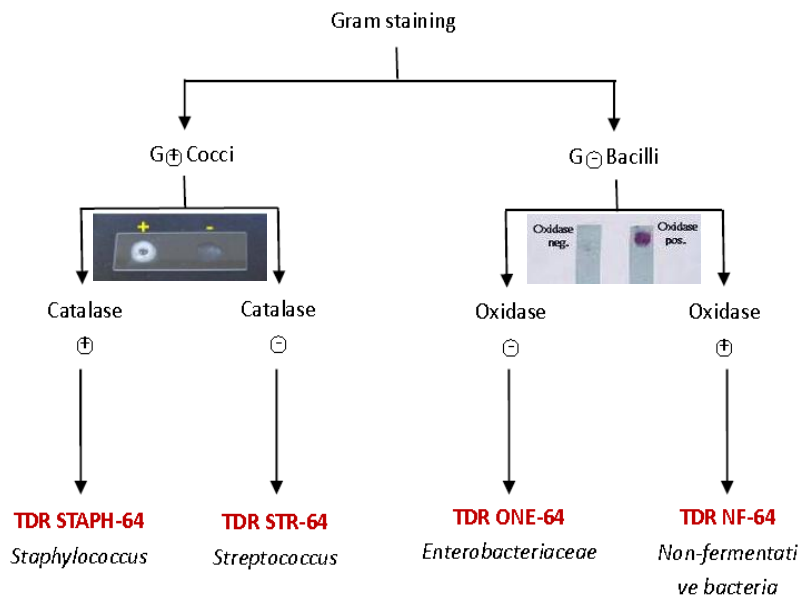 Gram staining
G⊕Cocci
G⊖Bacilli
+ -
Oxidase
neg.
Oxidase
pos.
Catalase
⊕
Catalase
⊖
Oxidase
⊖
Oxidase
⊕
TDR STAPH-64
Staphylococcus
TDR STR-64
Streptococcus
TDR ONE-64
Enterobacteriaceae
TDR NF-64
Non-fermentati
ve bacteria